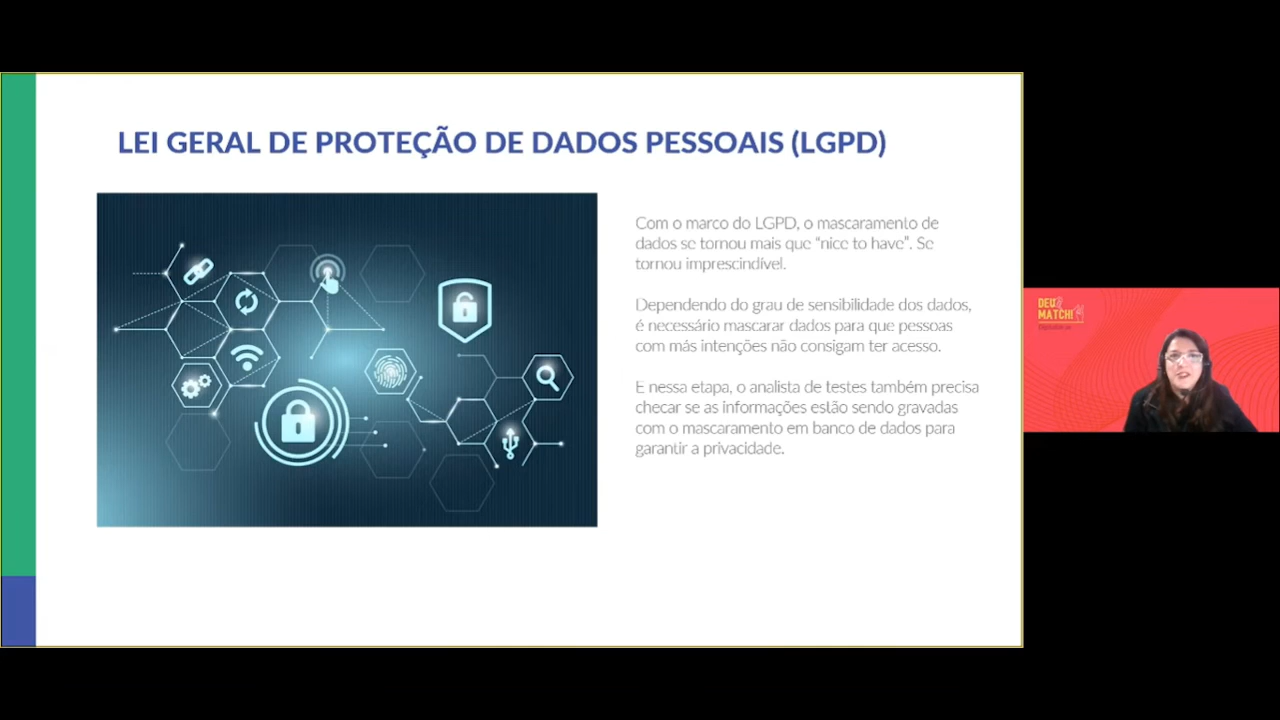 LEI GERAL DE PROTEÇÃO DE DADOS PESSOAIS (LGPD)
Com o marco do LGPD, o mascaramento de
dados se tornou mais que “nice to have”. Se
tornou imprescindível.
Dependendo do grau de sensibilidade dos dados,
é necessário mascarar dados para que pessoas
com más intenções não consigam ter acesso.
E nessa etapa, o analista de testes também precisa
checar se as informações estão sendo gravadas
com o mascaramento em banco de dados para
garantir a privacidade.
DEU
MATCH!